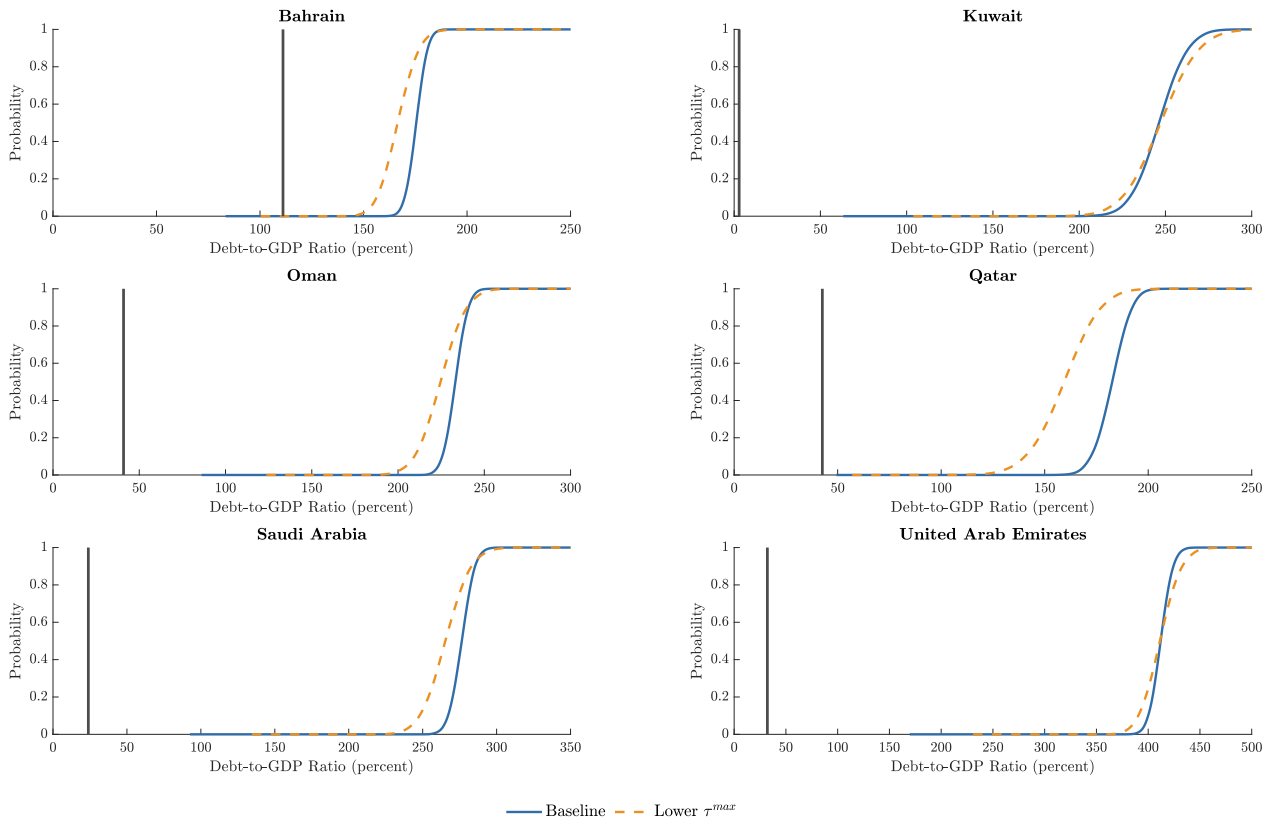 Bahrain
1
0.8
0.6
0.4
0.2
0
Probability
0 50 100 150 200 250
Debt-to-GDP Ratio (percent)
Kuwait
1
0.8
0.6
0.4
0.2
0
Probability
0 50 100 150 200 250 300
Debt-to-GDP Ratio (percent)
Oman
1
0.8
0.6
0.4
0.2
0
Probability
0 50 100 150 200 250 300
Debt-to-GDP Ratio (percent)
Qatar
1
0.8
0.6
0.4
0.2
0
Probability
0 50 100 150 200 250
Debt-to-GDP Ratio (percent)
Saudi Arabia
1
0.8
0.6
0.4
0.2
0
Probability
0 50 100 150 200 250 300 350
Debt-to-GDP Ratio (percent)
United Arab Emirates
1
0.8
0.6
0.4
0.2
0
Probability
0 50 100 150 200 250 300 350 400 450 500
Debt-to-GDP Ratio (percent)
Baseline Lower τ^max